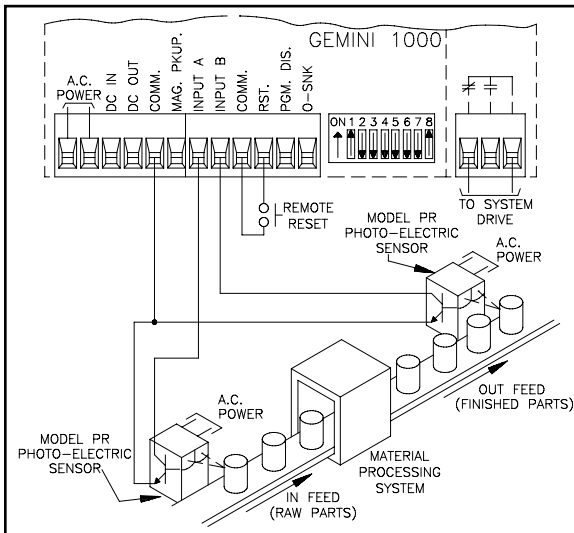 GEMINI 1000
A.C.
POWER
DC IN
DC OUT
COMM.
MAG. PKUP.
INPUT A
INPUT B
COMM.
RST.
PGM. DIS.
O-SNK
ON 1 2 3 4 5 6 7 8
REMOTE
RESET
TO SYSTEM
DRIVE
MODEL PR
PHOTO-ELECTRIC
SENSOR
A.C.
POWER
OUT FEED
(FINISHED PARTS)
A.C.
POWER
MODEL PR
PHOTO-ELECTRIC
SENSOR
MATERIAL
PROCESSING
SYSTEM
IN FEED
(RAW PARTS)